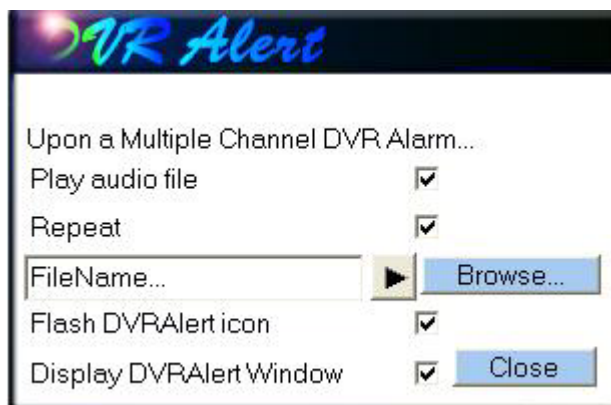 DVR Alert
Upon a Multiple Channel DVR Alarm...
Play audio file
Repeat
FileName...
Browse...
Flash DVRAlert icon
Display DVRAlert Window
Close